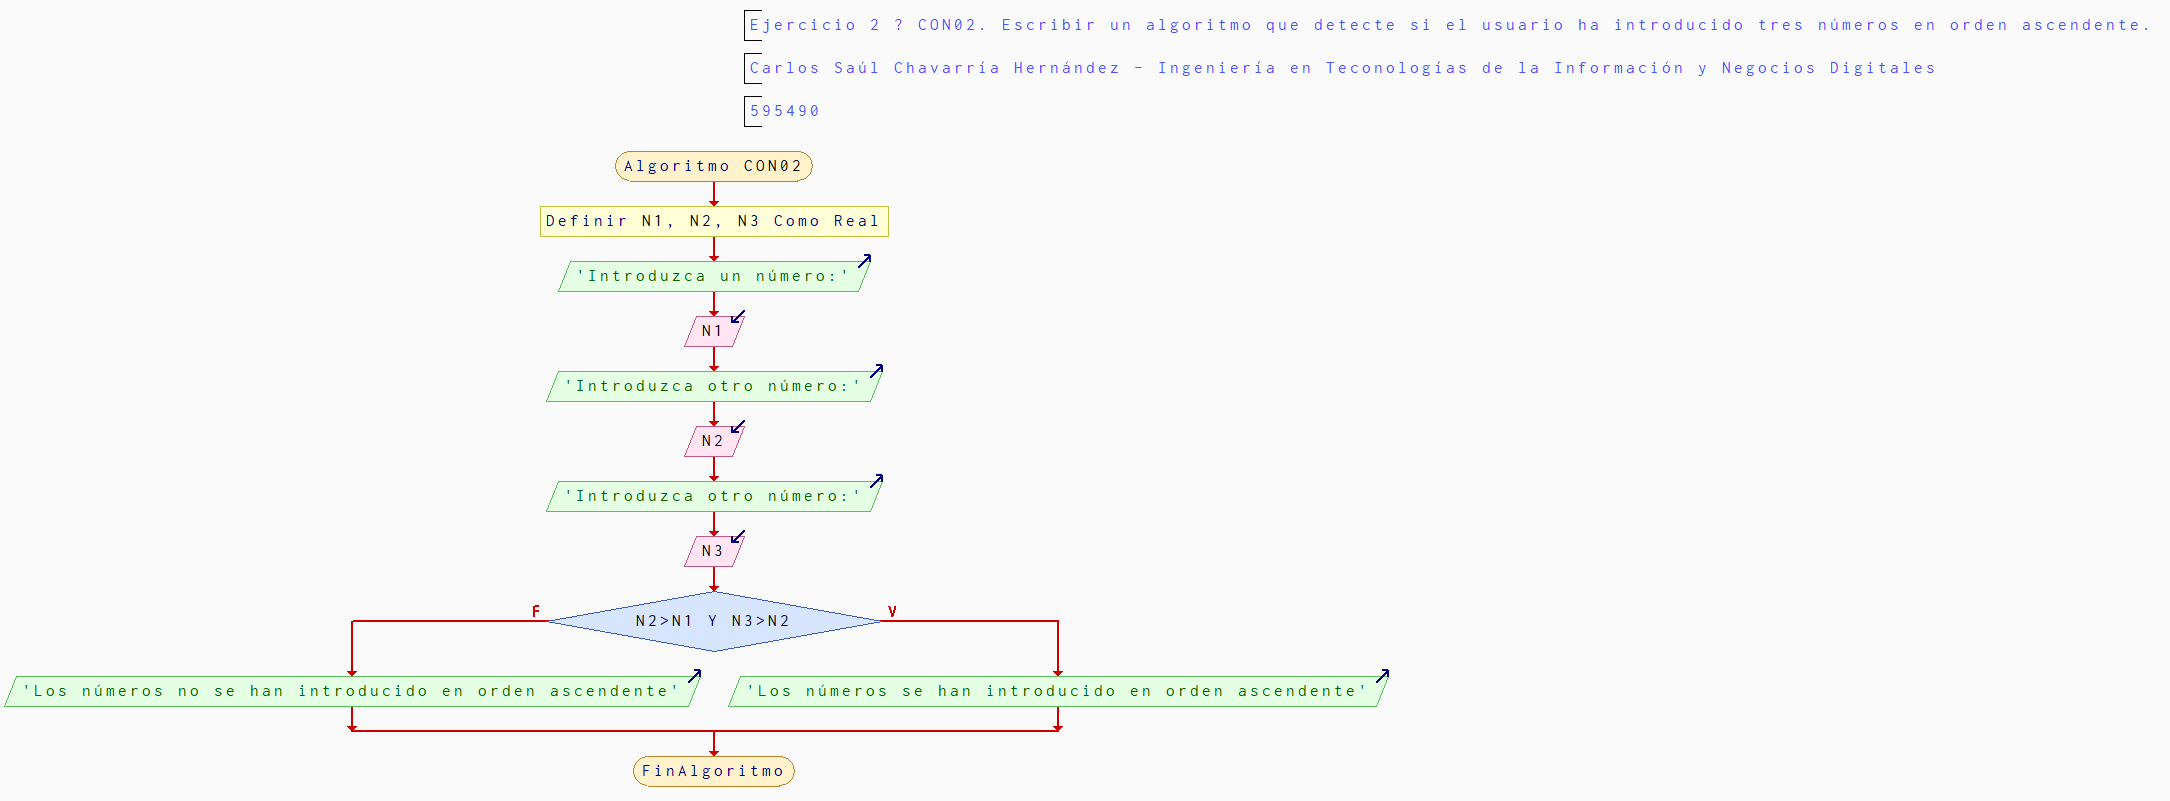 Ejercicio 2 ? CON02. Escribir un algoritmo que detecte si el usuario ha introducido tres números en orden ascendente.
Carlos Saúl Chavarría Hernández – Ingeniería en Teconologías de la Información y Negocios Digitales
595490
Algoritmo CON02
Definir N1, N2, N3 Como Real
'Introduzca un número:'
N1
'Introduzca otro número:'
N2
'Introduzca otro número:'
N3
F
V
N2>N1 Y N3>N2
'Los números no se han introducido en orden ascendente'
'Los números se han introducido en orden ascendente'
FinAlgoritmo